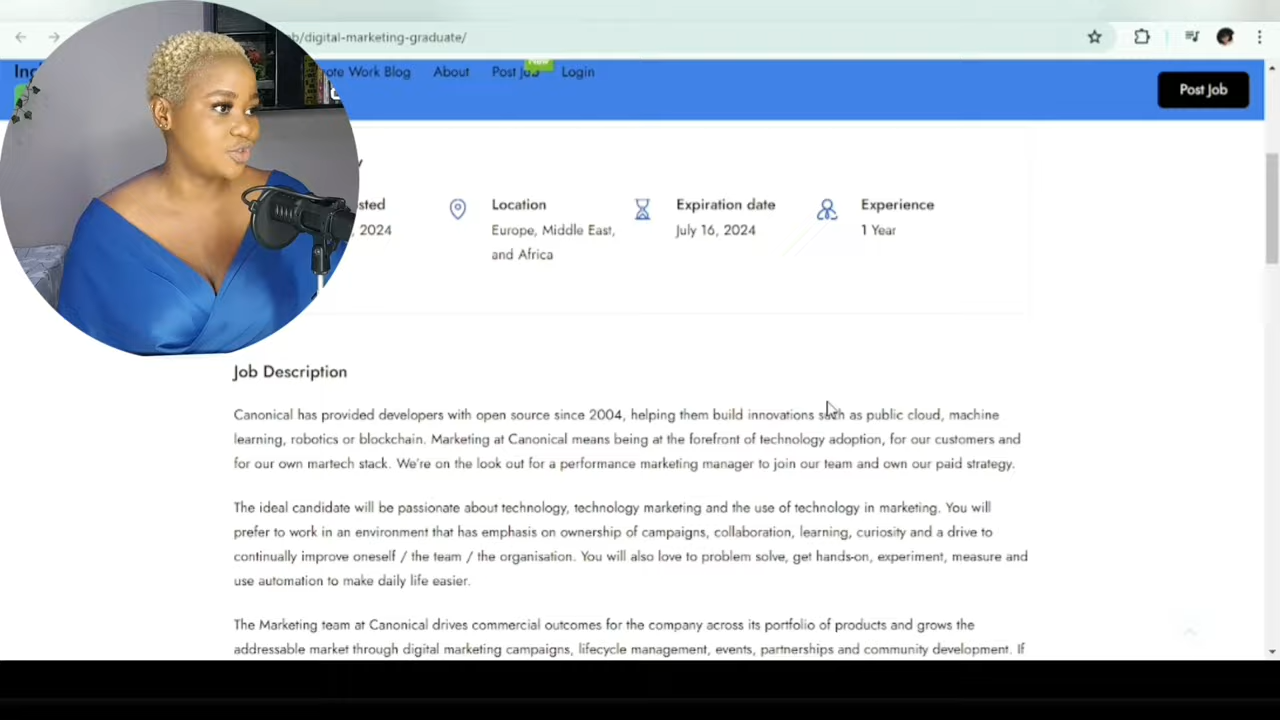 b/digital-marketing-graduate/
ote Work Blog About Post Job New Login
Post Job
sted
, 2024
Location
Europe, Middle East,
and Africa
Expiration date
July 16, 2024
Experience
1 Year
Job Description
Canonical has provided developers with open source since 2004, helping them build innovations such as public cloud, machine
learning, robotics or blockchain. Marketing at Canonical means being at the forefront of technology adoption, for our customers and
for our own martech stack. We're on the look out for a performance marketing manager to join our team and own our paid strategy.
The ideal candidate will be passionate about technology, technology marketing and the use of technology in marketing. You will
prefer to work in an environment that has emphasis on ownership of campaigns, collaboration, learning, curiosity and a drive to
continually improve oneself / the team / the organisation. You will also love to problem solve, get hands-on, experiment, measure and
use automation to make daily life easier.
The Marketing team at Canonical drives commercial outcomes for the company across its portfolio of products and grows the
addressable market through digital marketing campaigns, lifecycle management, events, partnerships and community development. If